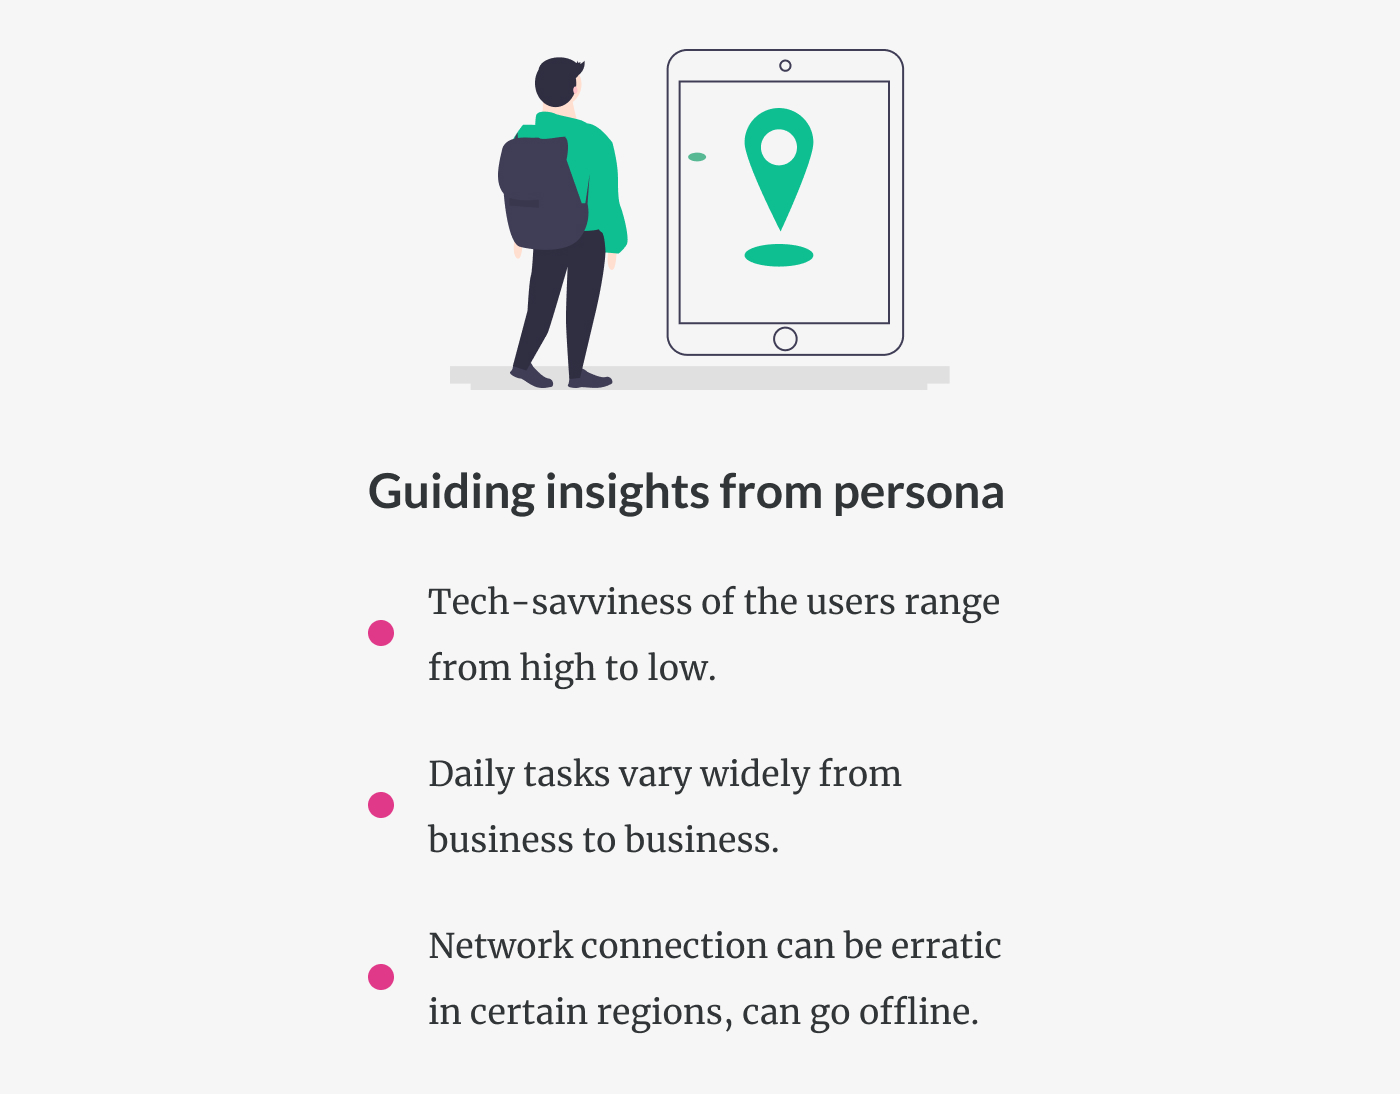 Guiding insights from persona
Tech-savviness of the users range
from high to low.
Daily tasks vary widely from
business to business.
Network connection can be erratic
in certain regions, can go offline.